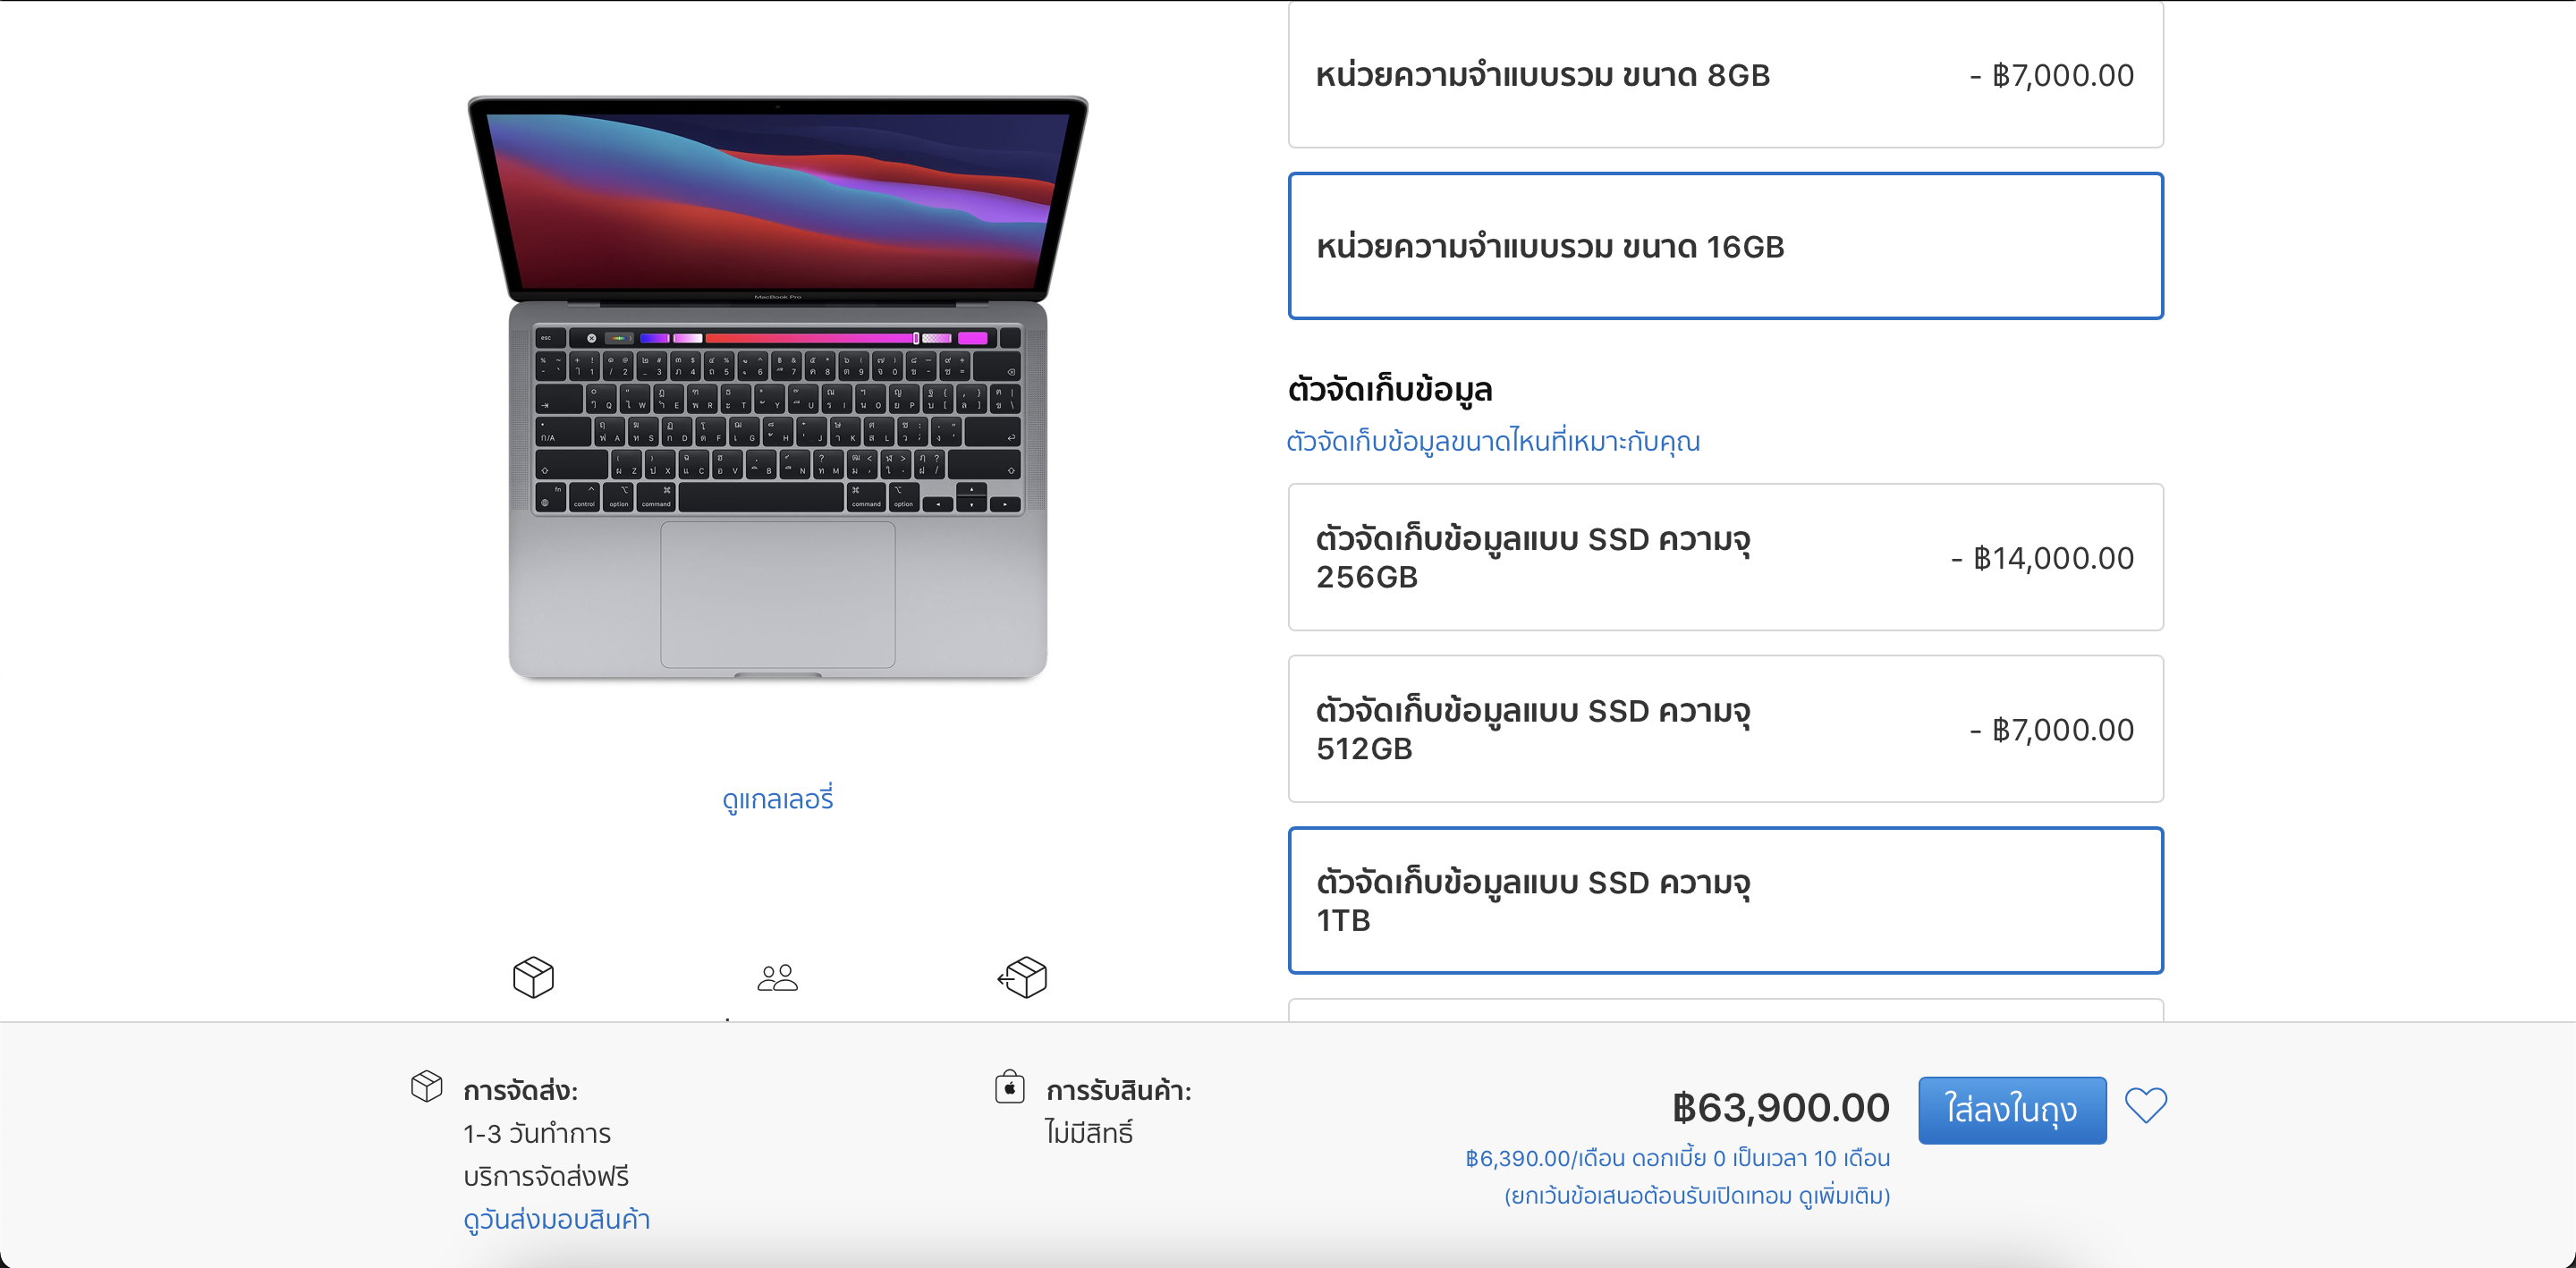 หน่วยความจำแบบรวม ขนาด 8GB
- ฿7,000.00
หน่วยความจำแบบรวม ขนาด 16GB
ตัวจัดเก็บข้อมูล
ตัวจัดเก็บข้อมูลขนาดไหนที่เหมาะกับคุณ
ตัวจัดเก็บข้อมูลแบบ SSD ความจุ
256GB
- ฿14,000.00
ตัวจัดเก็บข้อมูลแบบ SSD ความจุ
512GB
- ฿7,000.00
ตัวจัดเก็บข้อมูลแบบ SSD ความจุ
1TB
MacBook Pro
ดูแกลเลอรี่
การจัดส่ง:
1-3 วันทำการ
บริการจัดส่งฟรี
ดูวันส่งมอบสินค้า
การรับสินค้า:
ไม่มีสิทธิ์
฿63,900.00
ใส่ลงในถุง
฿6,390.00/เดือน ดอกเบี้ย 0 เป็นเวลา 10 เดือน
(ยกเว้นข้อเสนอต้อนรับเปิดเทอม ดูเพิ่มเติม)